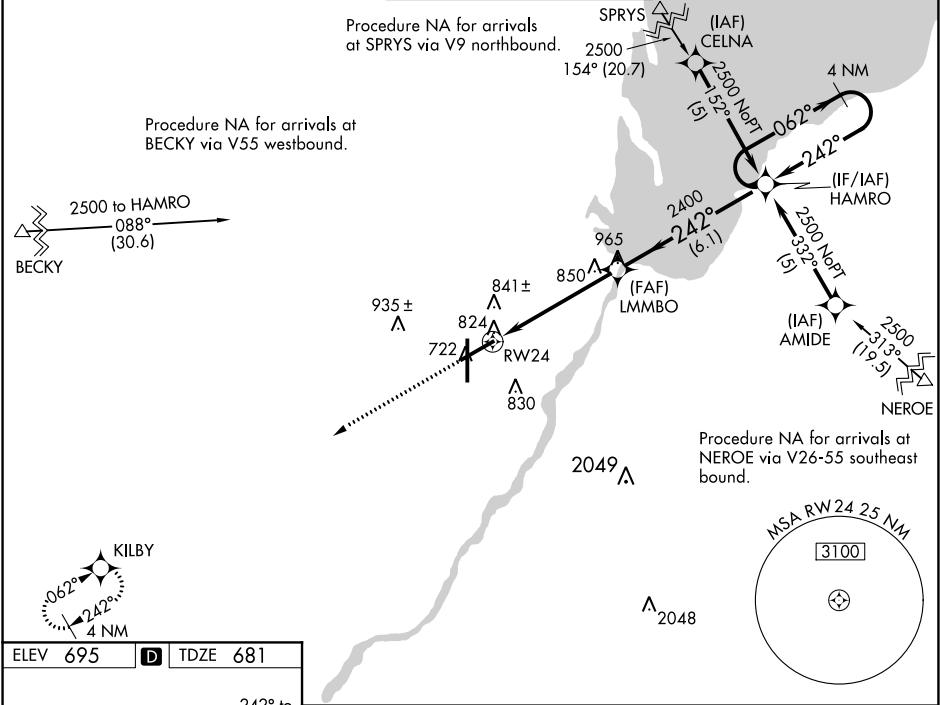 Procedure NA for arrivals
at SPRYS via V9 northbound.
SPRYS
2500
154° (20.7)
(IAF)
CELNA
2500 NoPT
152°
(5)
4 NM
062°
242°
Procedure NA for arrivals at
BECKY via V55 westbound.
(IF/IAF)
HAMRO
2500 to HAMRO
088°
(30.6)
BECKY
2400
242°
(6.1)
2500 NoPT
332°
(5)
965
850
(FAF)
LMMBO
841±
935±
824
722
RW24
830
(IAF)
AMIDE
2500
313°
(19.5)
NEROE
Procedure NA for arrivals at
NEROE via V26-55 southeast
bound.
2049
MSA RW24 25 NM
3100
KILBY
062°
242°
4 NM
2048
ELEV 695 D TDZE 681